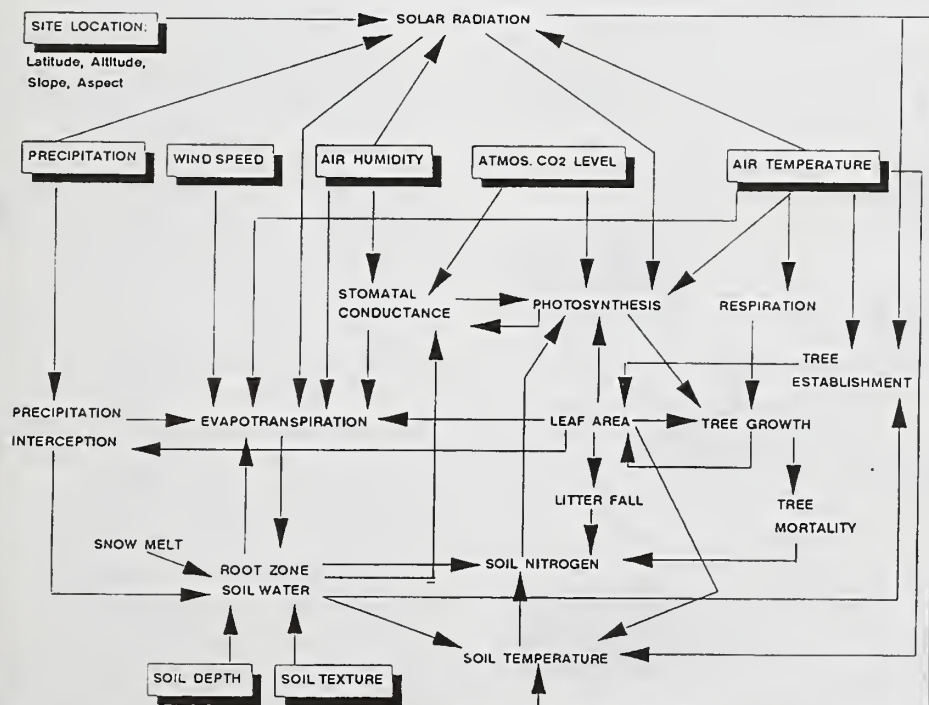 SITE LOCATION:
Latitude, Altitude,
Slope, Aspect
SOLAR RADIATION
PRECIPITATION
WIND SPEED
AIR HUMIDITY
ATMOS. CO2 LEVEL
AIR TEMPERATURE
STOMATAL
CONDUCTANCE
PHOTOSYNTHESIS
RESPIRATION
TREE
ESTABLISHMENT
PRECIPITATION
INTERCEPTION
EVAPOTRANSPIRATION
LEAF AREA
TREE GROWTH
LITTER FALL
TREE
MORTALITY
SNOW MELT
ROOT ZONE
SOIL WATER
SOIL NITROGEN
SOIL TEMPERATURE
SOIL DEPTH
SOIL TEXTURE